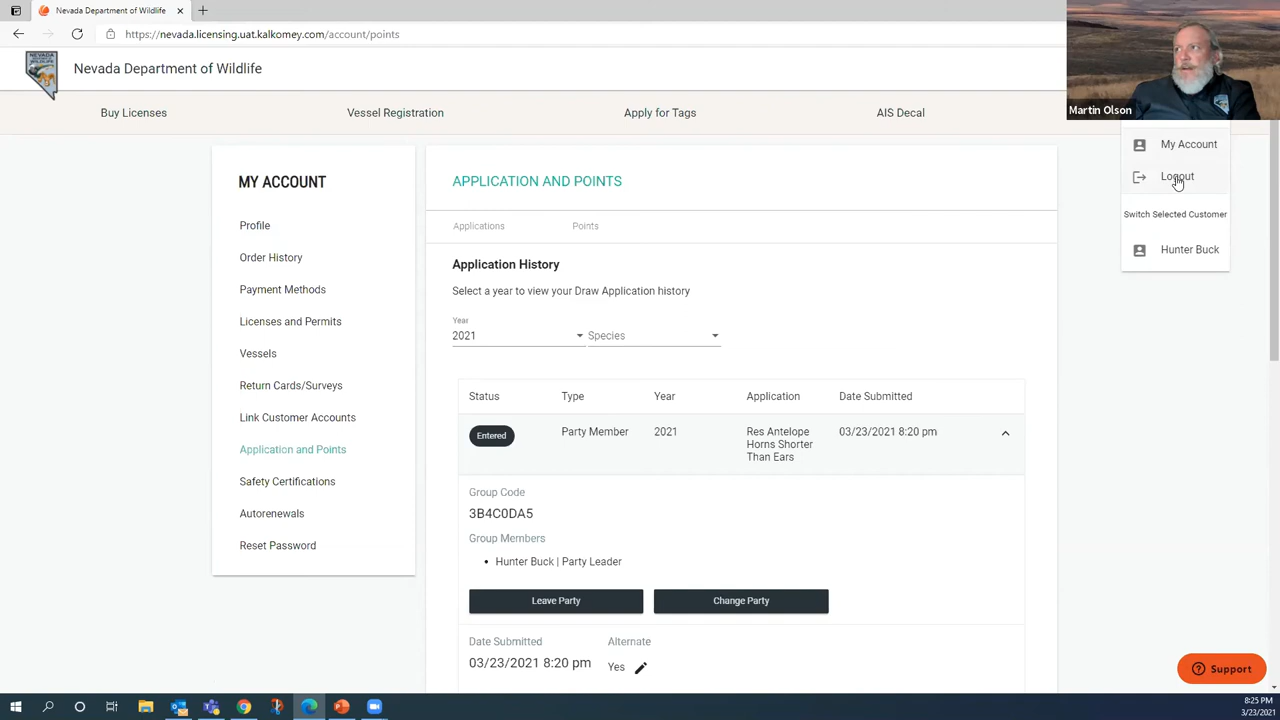 Nevada Department of Wildlife
https://nevada.licensing.uat.kalkomey.com/account/points
NEVADA
Nevada Department of Wildlife
Martin Olson
Buy Licenses
Vessel Registration
Apply for Tags
AIS Decal
My Account
Logout
Switch Selected Customer
Hunter Buck
MY ACCOUNT
Profile
Order History
Payment Methods
Licenses and Permits
Vessels
Return Cards/Surveys
Link Customer Accounts
Application and Points
Safety Certifications
Autorenewals
Reset Password
APPLICATION AND POINTS
Applications
Points
Application History
Select a year to view your Draw Application history
Year
2021
Species
Status
Type
Year
Application
Date Submitted
Entered
Party Member
2021
Res Antelope
Horns Shorter
Than Ears
03/23/2021 8:20 pm
Group Code
3B4C0DA5
Group Members
• Hunter Buck | Party Leader
Leave Party
Change Party
Date Submitted
03/23/2021 8:20 pm
Alternate
Yes
Support
8:25 PM
3/23/2021